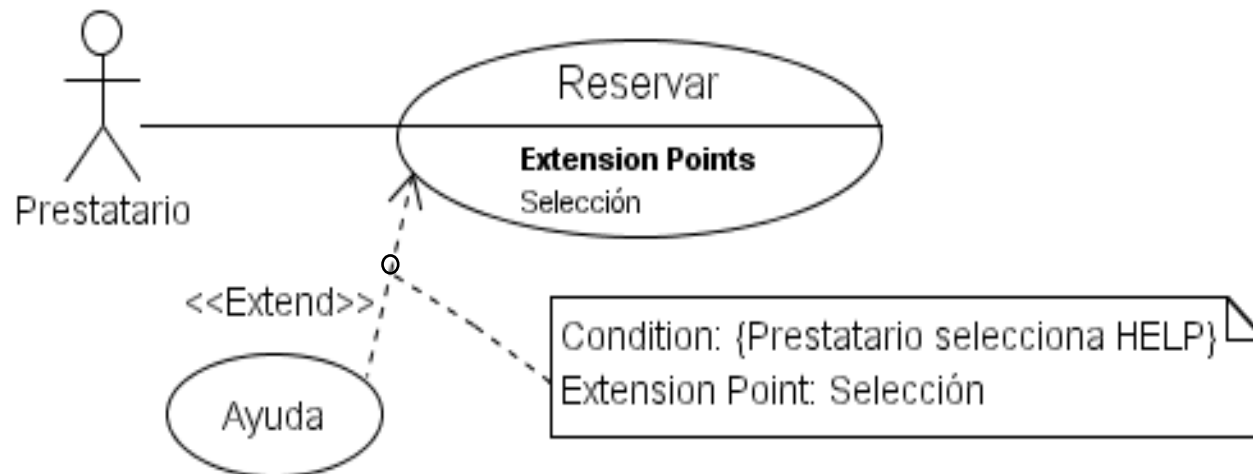 Reservar
Extension Points
Selección
Prestatario
<<Extend>>
Condition: {Prestatario selecciona HELP}
Extension Point: Selección
Ayuda